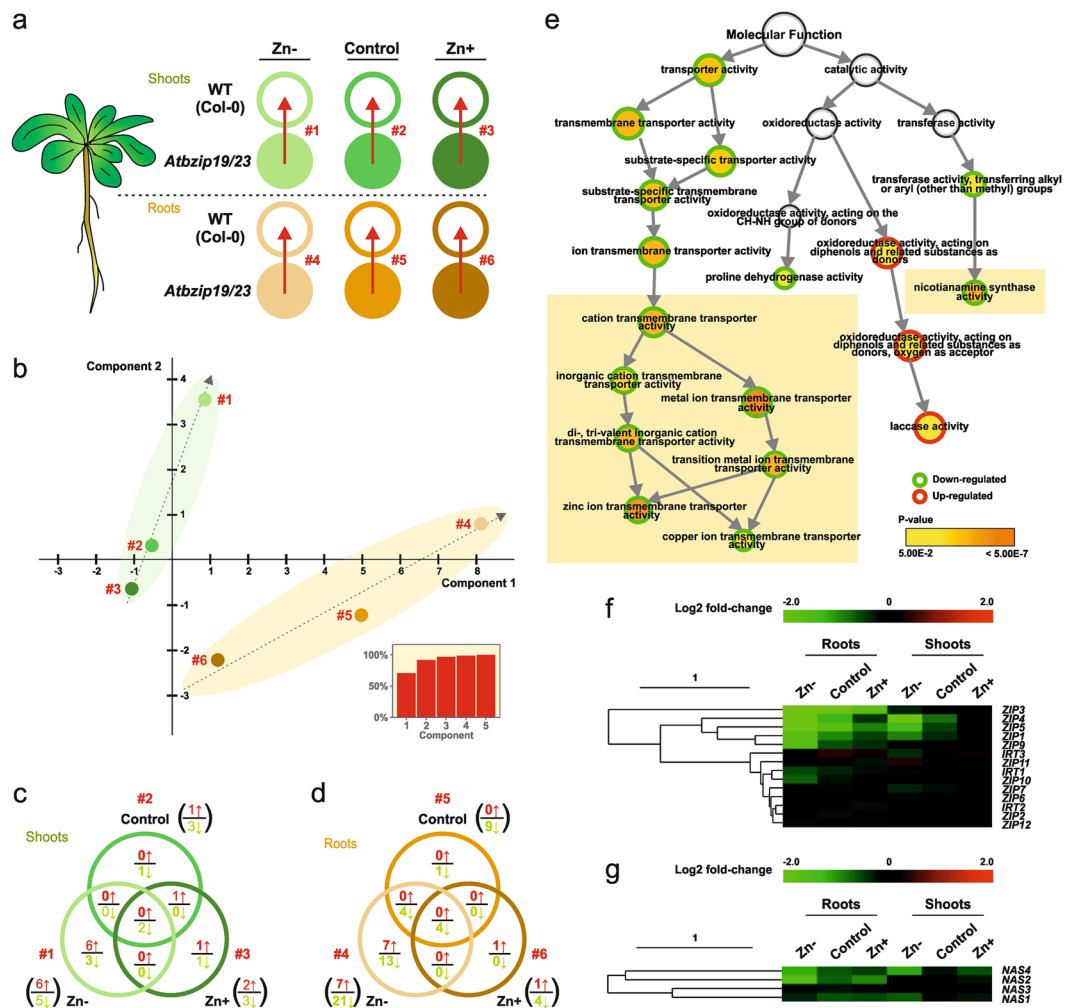 a
Zn-
Control
Zn+
Shoots
WT
(Col-0)
#1
#2
#3
Atbzip19/23
Roots
WT
(Col-0)
#4
#5
#6
Atbzip19/23
b
Component 2
4
3
2
1
-1
-2
-3
-3 -2 -1 1 2 3 4 5 6 7 8
Component 1
#1
#2
#3
#4
#5
#6
100%
50%
0%
1 2 3 4 5
Component
c
Shoots
#2
Control
(1↑ 3↓)
0↑
1↓
0↑
0↓
1↑
0↓
0↑
2↓
6↑
3↓
1↑
1↓
0↑
0↓
#1
#3
(6↑ 5↓)
Zn-
Zn+
(2↑ 3↓)
d
Roots
#5
Control
(0↑ 9↓)
0↑
1↓
0↑
4↓
0↑
0↓
0↑
4↓
7↑
13↓
1↑
0↓
0↑
0↓
#4
#6
(7↑ 21↓)
Zn-
Zn+
(1↑ 4↓)
e
Molecular Function
transporter activity
catalytic activity
transmembrane transporter activity
oxidoreductase activity
transferase activity
substrate-specific transporter activity
transferase activity, transferring alkyl
or aryl (other than methyl) groups
substrate-specific transmembrane
transporter activity
oxidoreductase activity, acting on the
CH-NH group of donors
ion transmembrane transporter activity
oxidoreductase activity, acting on
diphenols and related substances as
donors
proline dehydrogenase activity
nicotianamine synthase
activity
cation transmembrane transporter
activity
oxidoreductase activity, acting on
diphenols and related substances as
donors, oxygen as acceptor
inorganic cation transmembrane
transporter activity
metal ion transmembrane transporter
activity
laccase activity
di-, tri-valent inorganic cation
transmembrane transporter activity
transition metal ion transmembrane
transporter activity
zinc ion transmembrane transporter
activity
copper ion transmembrane transporter
activity
Down-regulated
Up-regulated
P-value
5.00E-2
< 5.00E-7
f
Log2 fold-change
-2.0 0 2.0
Roots
Shoots
Zn-
Control
Zn+
Zn-
Control
Zn+
1
ZIP3
ZIP4
ZIP5
ZIP1
ZIP9
IRT3
ZIP11
IRT1
ZIP10
ZIP7
ZIP6
IRT2
ZIP2
ZIP12
g
Log2 fold-change
-2.0 0 2.0
Roots
Shoots
Zn-
Control
Zn+
Zn-
Control
Zn+
1
NAS4
NAS2
NAS3
NAS1